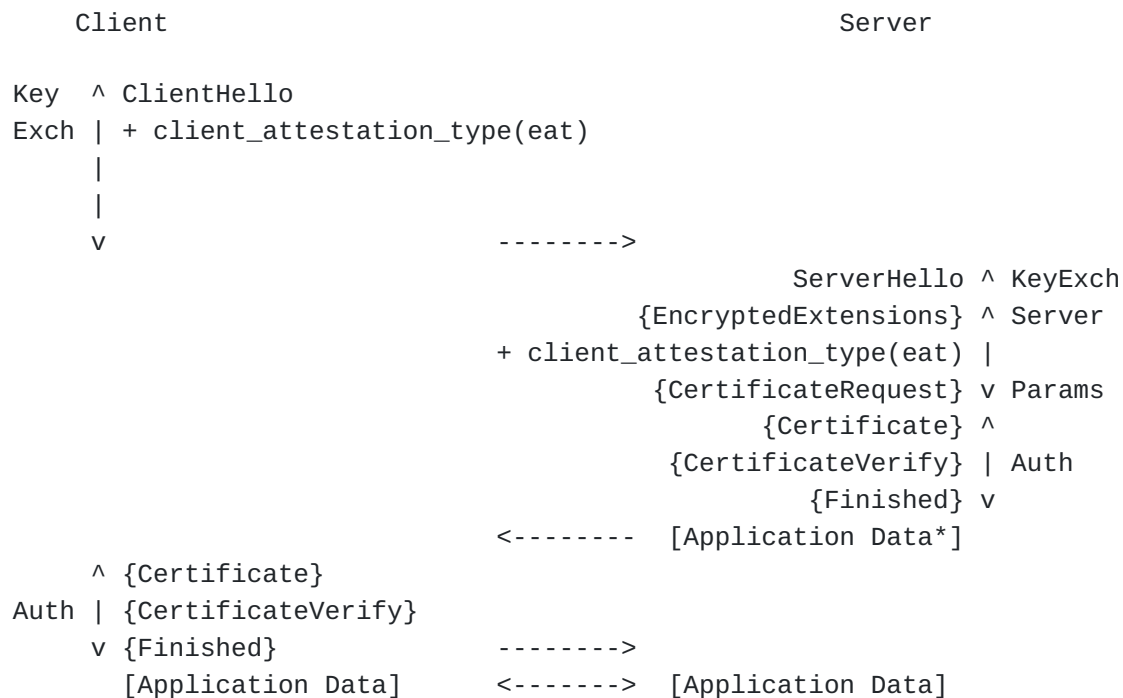 Client                                           Server

Key  ^ ClientHello
Exch | + client_attestation_type(eat)
     |
     |
     v                         -------->
                                                  ServerHello ^ KeyExch
                                        {EncryptedExtensions} ^ Server
                               + client_attestation_type(eat) |
                                         {CertificateRequest} v Params
                                                {Certificate} ^
                                          {CertificateVerify} | Auth
                                                   {Finished} v
                               <--------  [Application Data*]
     ^ {Certificate}
Auth | {CertificateVerify}
     v {Finished}              -------->
       [Application Data]      <------->  [Application Data]